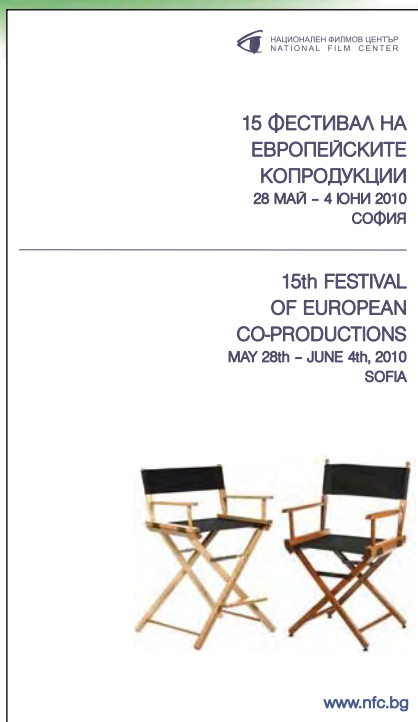 НАЦИОНАЛЕН ФИЛМОВ ЦЕНТЪР
NATIONAL FILM CENTER
15 ФЕСТИВАЛ НА
ЕВРОПЕЙСКИТЕ
КОПРОДУКЦИИ
28 МАЙ – 4 ЮНИ 2010
СОФИЯ
15th FESTIVAL
OF EUROPEAN
CO-PRODUCTIONS
MAY 28th – JUNE 4th, 2010
SOFIA
www.nfc.bg